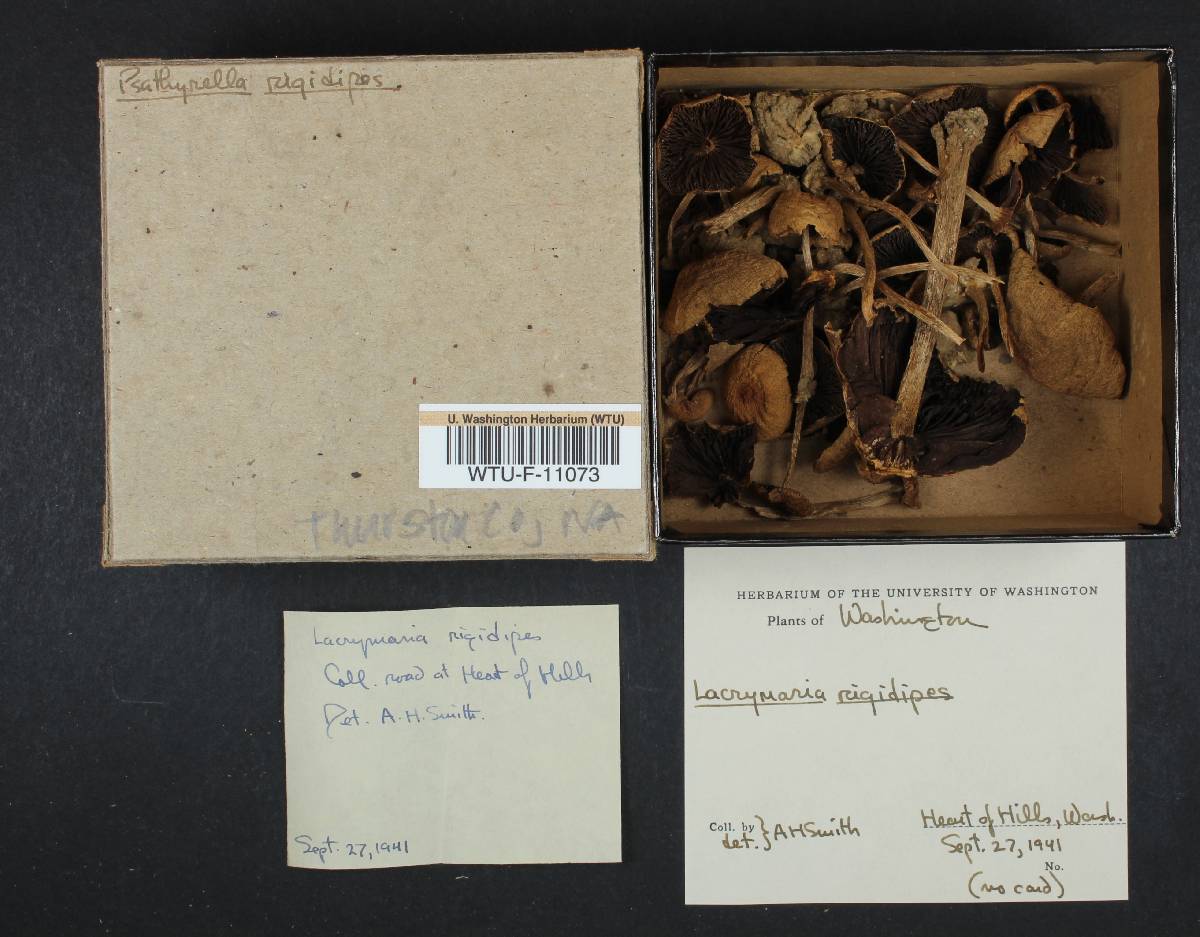 Psathyrella rigidipes.
U. Washington Herbarium (WTU)
WTU-F-11073
Thurston Co, NA
Lacrymaria rigidipes
Coll. road at Heart of Hills
Det. A.H. Smith.
Sept. 27, 1941
HERBARIUM OF THE UNIVERSITY OF WASHINGTON
Plants of Washington
Lacrymaria rigidipes
Coll. by
det. } AHSmith
Heart of Hills, Wash.
Sept. 27, 1941
No.
(no card)